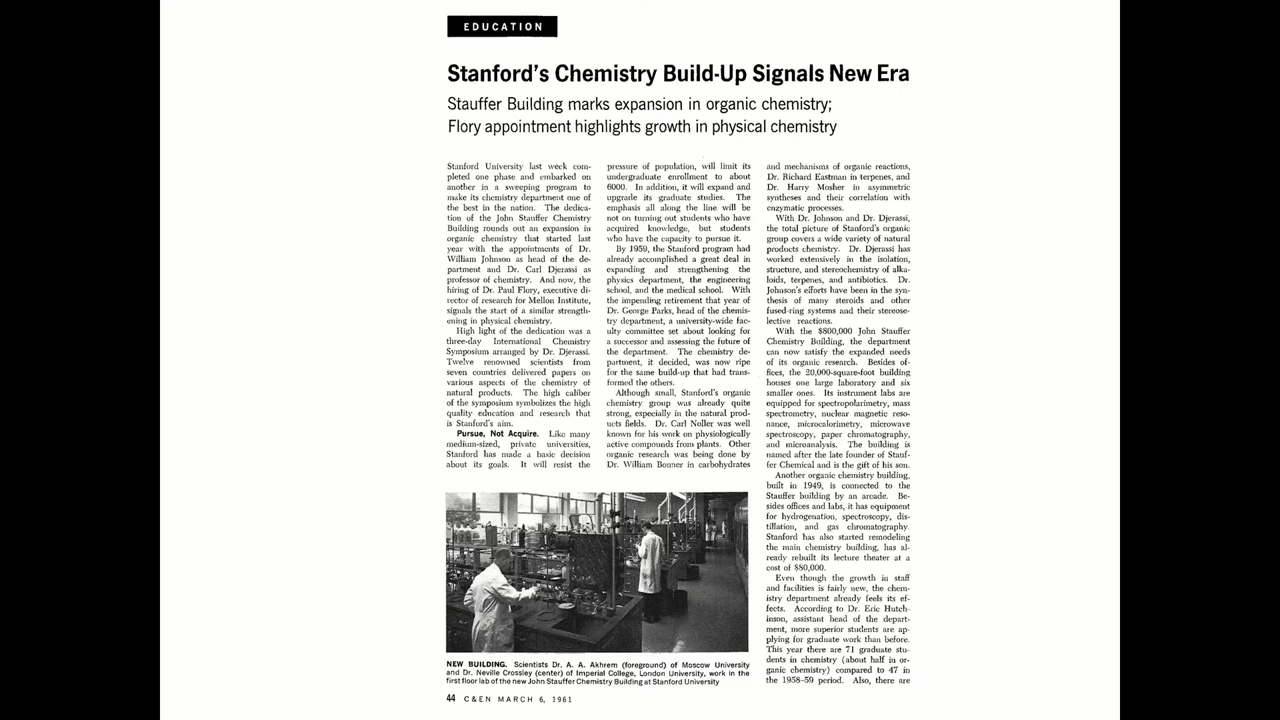 EDUCATION
Stanford's Chemistry Build-Up Signals New Era
Stauffer Building marks expansion in organic chemistry;
Flory appointment highlights growth in physical chemistry
Stanford University last week com-
pleted one phase and embarked on
another in a sweeping program to
make its chemistry department one of
the best in the nation. The dedica-
tion of the John Stauffer Chemistry
Building rounds out an expansion in
organic chemistry that started last
year with the appointments of Dr.
William Johnson as head of the de-
partment and Dr. Carl Djerassi as
professor of chemistry. And now, the
hiring of Dr. Paul Flory, executive di-
rector of research for Mellon Institute,
signals the start of a similar strength-
ening in physical chemistry.
High light of the dedication was a
three-day International Chemistry
Symposium arranged by Dr. Djerassi.
Twelve renowned scientists from
seven countries delivered papers on
various aspects of the chemistry of
natural products. The high caliber
of the symposium symbolizes the high
quality education and research that
is Stanford's aim.
Pursue, Not Acquire. Like many
medium-sized, private universities,
Stanford has made a basic decision
about its goals. It will resist the
pressure of population, will limit its
undergraduate enrollment to about
6000. In addition, it will expand and
upgrade its graduate studies. The
emphasis all along the line will be
not on turning out students who have
acquired knowledge, but students
who have the capacity to pursue it.
By 1959, the Stanford program had
already accomplished a great deal in
expanding and strengthening the
physics department, the engineering
school, and the medical school. With
the impending retirement that year of
Dr. George Parks, head of the chemis-
try department, a university-wide fac-
ulty committee set about looking for
a successor and assessing the future of
the department. The chemistry de-
partment, it decided, was now ripe
for the same build-up that had trans-
formed the others.
Although small, Stanford's organic
chemistry group was already quite
strong, especially in the natural prod-
ucts fields. Dr. Carl Noller was well
known for his work on physiologically
active compounds from plants. Other
organic research was being done by
Dr. William Bonner in carbohydrates
and mechanisms of organic reactions,
Dr. Richard Eastman in terpenes, and
Dr. Harry Mosher in asymmetric
syntheses and their correlation with
enzymatic processes.
With Dr. Johnson and Dr. Djerassi,
the total picture of Stanford's organic
group covers a wide variety of natural
products chemistry. Dr. Djerassi has
worked extensively in the isolation,
structure, and stereochemistry of alka-
loids, terpenes, and antibiotics. Dr.
Johnson's efforts have been in the syn-
thesis of many steroids and other
fused-ring systems and their stereose-
lective reactions.
With the $800,000 John Stauffer
Chemistry Building, the department
can now satisfy the expanded needs
of its organic research. Besides of-
fices, the 20,000-square-foot building
houses one large laboratory and six
smaller ones. Its instrument labs are
equipped for spectropolarimetry, mass
spectrometry, nuclear magnetic reso-
nance, microcalorimetry, microwave
spectroscopy, paper chromatography,
and microanalysis. The building is
named after the late founder of Stauf-
fer Chemical and is the gift of his son.
Another organic chemistry building,
built in 1949, is connected to the
Stauffer building by an arcade. Be-
sides offices and labs, it has equipment
for hydrogenation, spectroscopy, dis-
tillation, and gas chromatography.
Stanford has also started remodeling
the main chemistry building, has al-
ready rebuilt its lecture theater at a
cost of $80,000.
Even though the growth in staff
and facilities is fairly new, the chem-
istry department already feels its ef-
fects. According to Dr. Eric Hutch-
inson, assistant head of the depart-
ment, more superior students are ap-
plying for graduate work than before.
This year there are 71 graduate stu-
dents in chemistry (about half in or-
ganic chemistry) compared to 47 in
the 1958-59 period. Also, there are
NEW BUILDING. Scientists Dr. A. A. Akhrem (foreground) of Moscow University
and Dr. Neville Crossley (center) of Imperial College, London University, work in the
first floor lab of the new John Stauffer Chemistry Building at Stanford University
44 C&EN MARCH 6, 1961